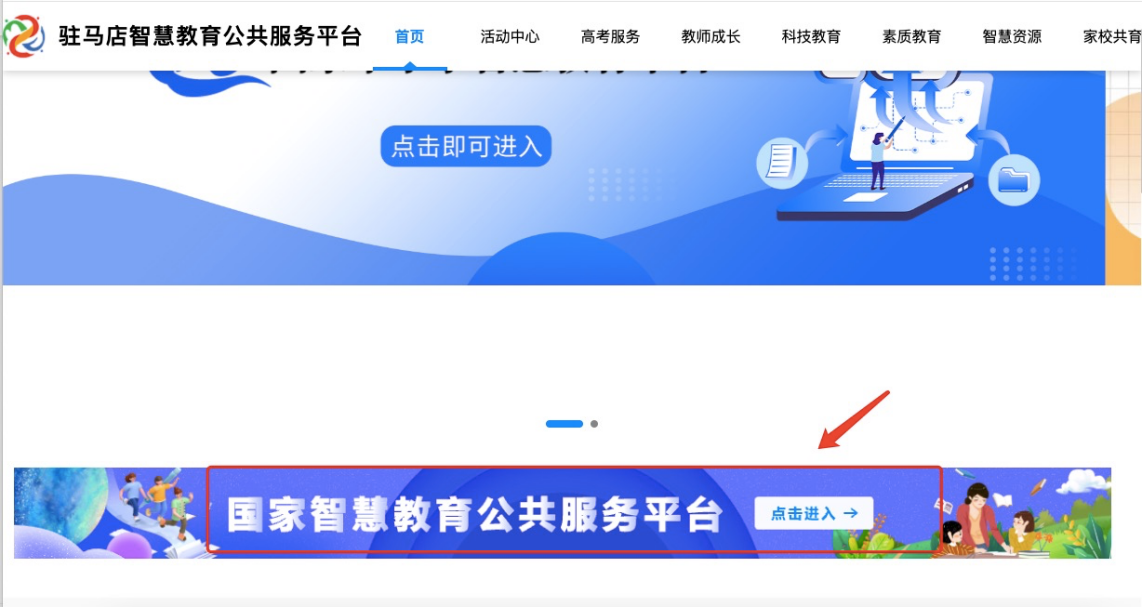 驻马店智慧教育公共服务平台
首页 活动中心 高考服务 教师成长 科技教育 素质教育 智慧资源 家校共育
点击即可进入
国家智慧教育公共服务平台
点击进入 →